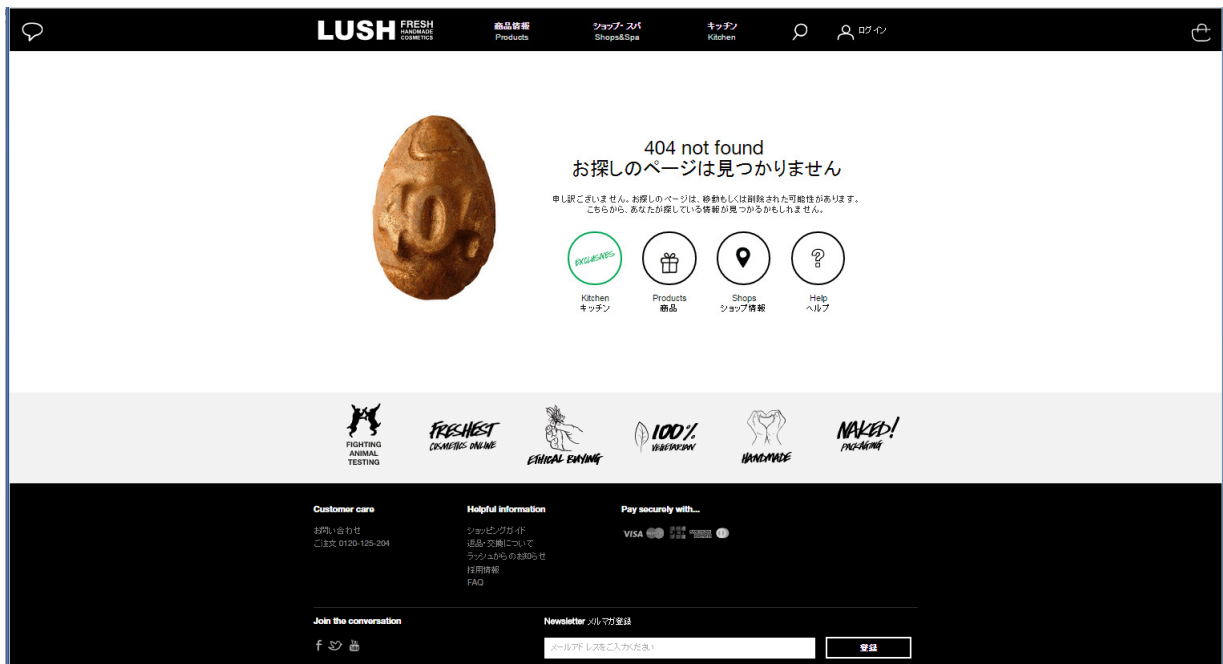 LUSH FRESH HANDMADE COSMETICS
商品情報
Products
ショップ・スパ
Shops&Spa
キッチン
Kitchen
ログイン
404 not found
お探しのページは見つかりません
申し訳ございません。お探しのページは、移動もしくは削除された可能性があります。
こちらから、あなたが探している情報が見つかるかもしれません。
EXCLUSIVES
Kitchen
キッチン
Products
商品
Shops
ショップ情報
Help
ヘルプ
FIGHTING
ANIMAL
TESTING
FRESHEST
COSMETICS ONLINE
ETHICAL BUYING
100%
VEGETARIAN
HANDMADE
NAKED!
PACKAGING
Customer care
お問い合わせ
ご注文 0120-125-204
Helpful information
ショッピングガイド
返品・交換について
ラッシュからのお知らせ
採用情報
FAQ
Pay securely with...
VISA
Join the conversation
Newsletter メルマガ登録
メールアドレスをご入力ください
登録